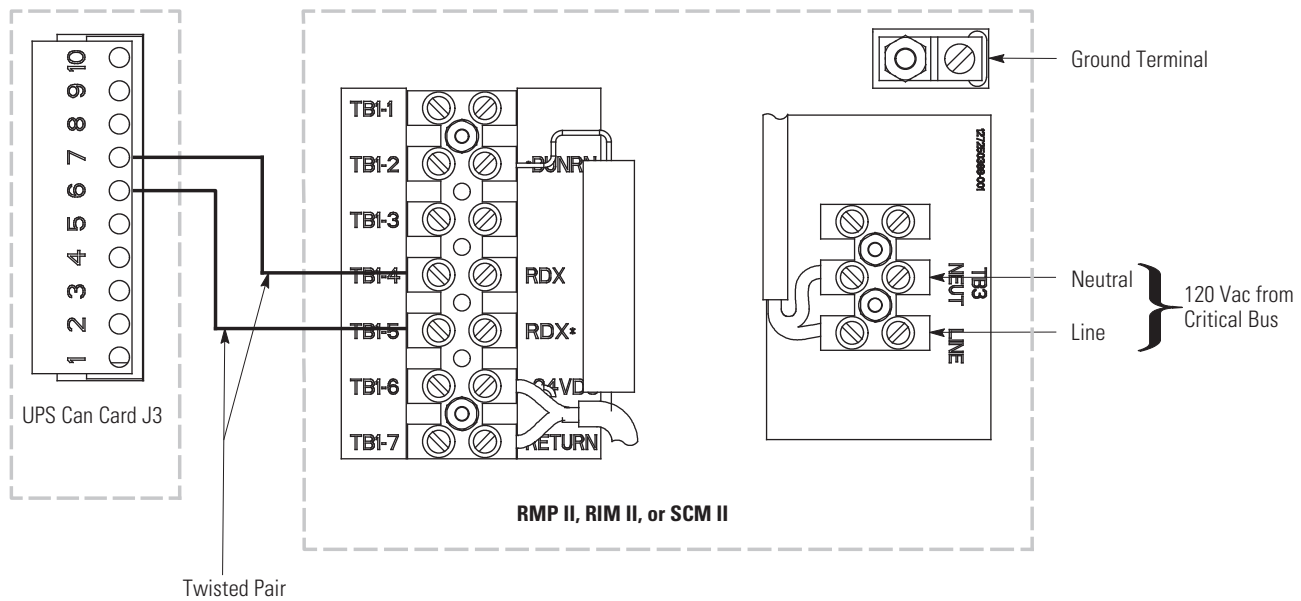 10
9
8
7
6
5
4
3
2
1
UPS Can Card J3
TB1-1
TB1-2
TB1-3
TB1-4 RDX
TB1-5 RDX*
TB1-6
TB1-7 RETURN
RMP II, RIM II, or SCM II
Twisted Pair
Ground Terminal
TB3
NEUT
LINE
Neutral
Line
120 Vac from
Critical Bus